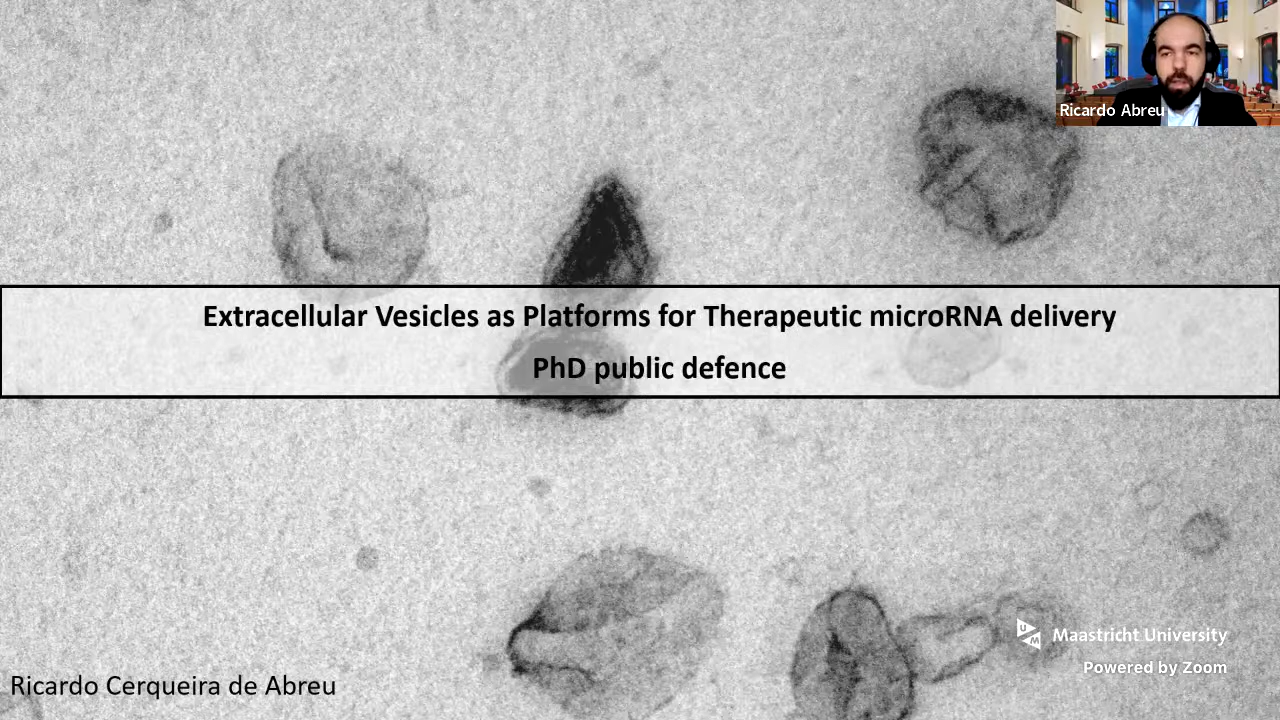 Ricardo Abreu
Extracellular Vesicles as Platforms for Therapeutic microRNA delivery
PhD public defence
UM Maastricht University
Powered by Zoom
Ricardo Cerqueira de Abreu